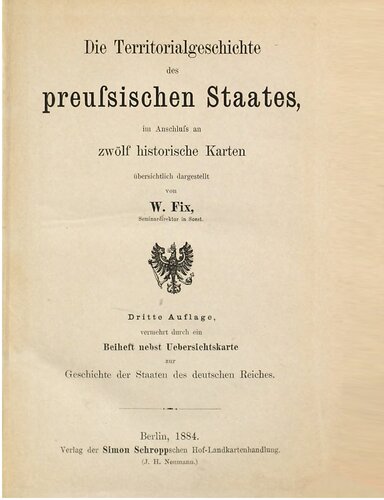 Die Territorialgeschichte
des
preuſsischen Staates,
im Anschluſs an
zwölf historische Karten
übersichtlich dargestellt
von
W. Fix,
Seminardirektor in Soest.
Dritte Auflage,
vermehrt durch ein
Beiheft nebst Uebersichtskarte
zur
Geschichte der Staaten des deutschen Reiches.
Berlin, 1884.
Verlag der Simon Schroppschen Hof-Landkartenhandlung.
(J. H. Neumann.)